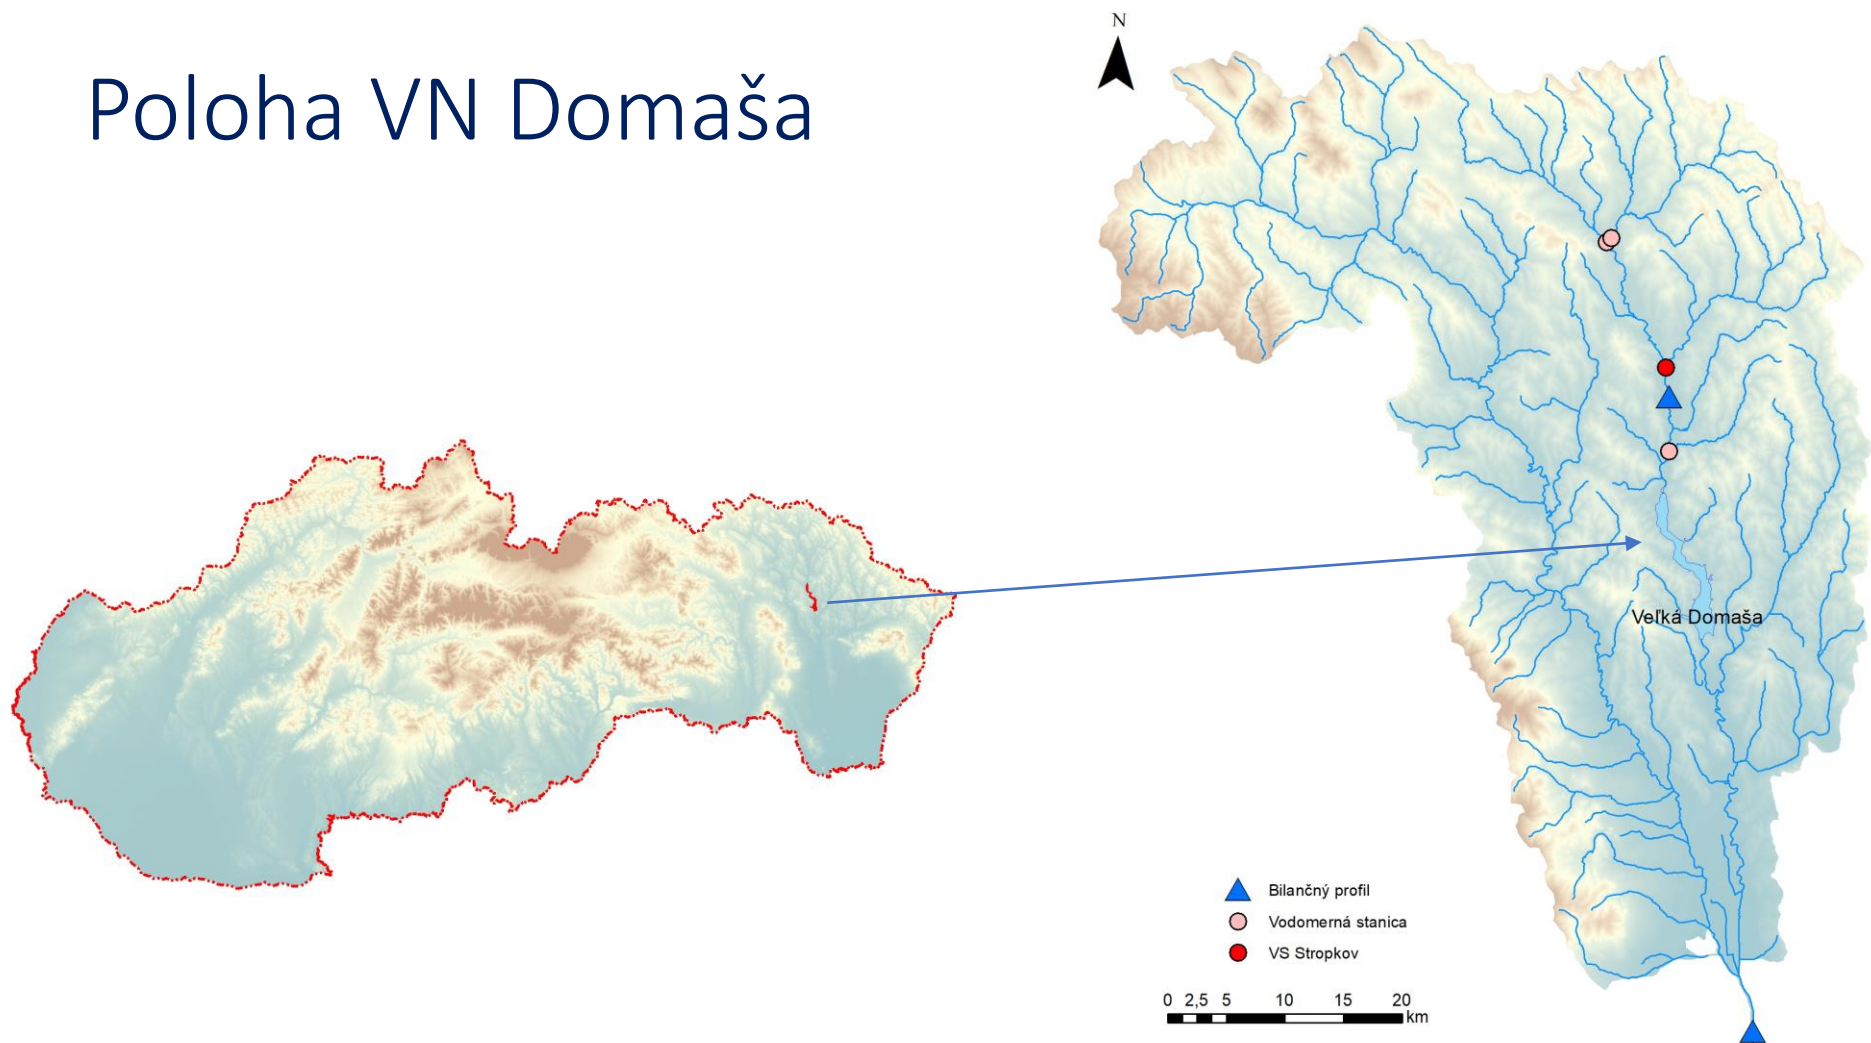 Poloha VN Domaša
N
Veľká Domaša
Bilančný profil
Vodomerná stanica
VS Stropkov
0 2,5 5 10 15 20
km